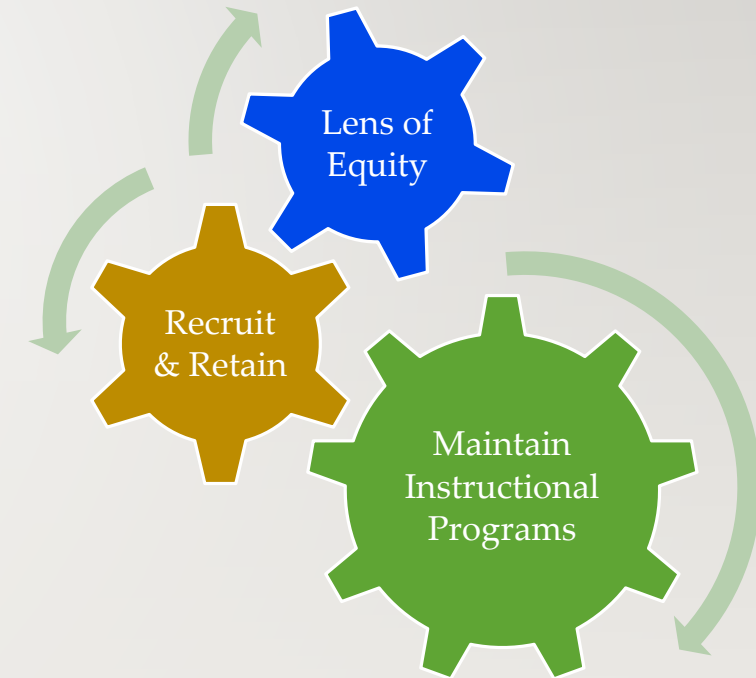 Lens of
Equity
Recruit
& Retain
Maintain
Instructional
Programs